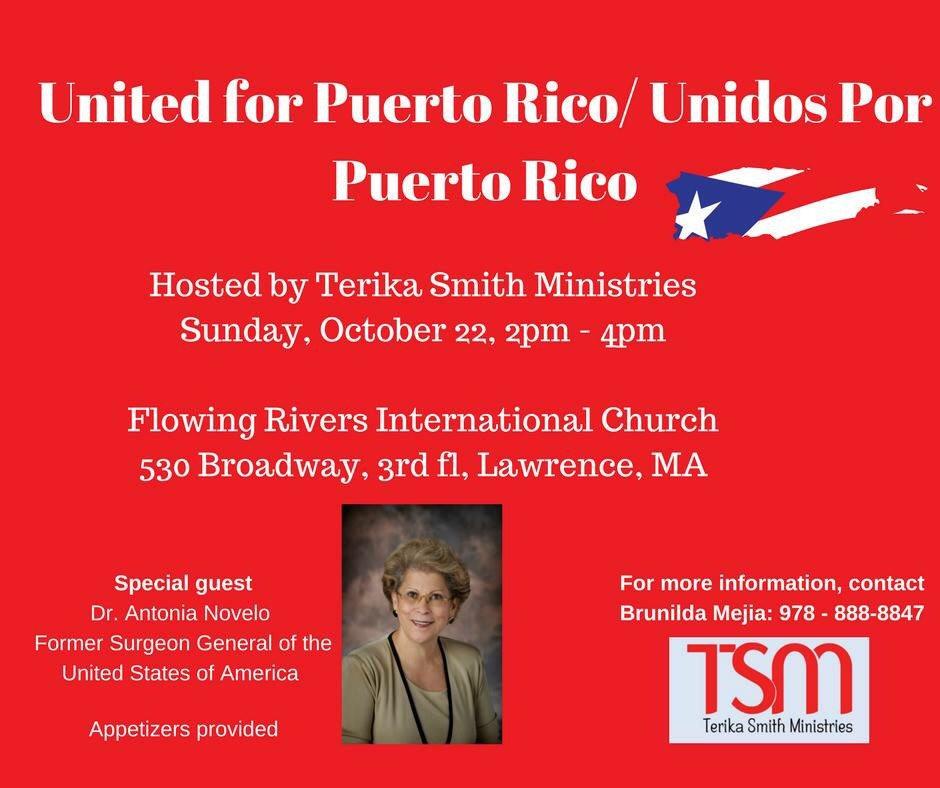 United for Puerto Rico/ Unidos Por
Puerto Rico
Hosted by Terika Smith Ministries
Sunday, October 22, 2pm - 4pm
Flowing Rivers International Church
530 Broadway, 3rd fl, Lawrence, MA
Special guest
Dr. Antonia Novelo
Former Surgeon General of the
United States of America
Appetizers provided
For more information, contact
Brunilda Mejia: 978 - 888-8847
TSM
Terika Smith Ministries